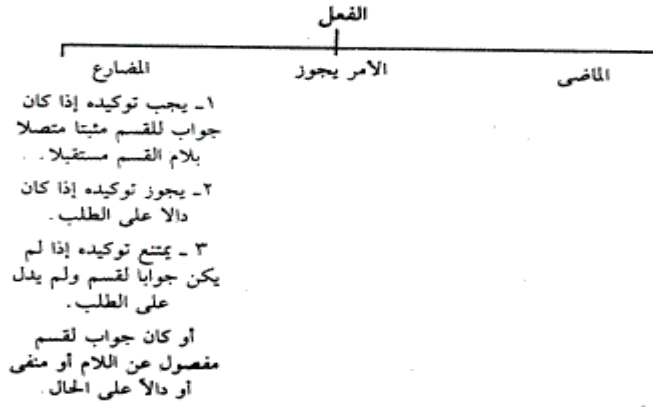 الفعل
الماضى
الأمر يجوز
المضارع
١ـ يجب توكيده إذا كان
جواب للقسم مثبتا متصلا
بلام القسم مستقبلا .
٢ـ يجوز توكيده إذا كان
دالا على الطلب .
٣ ـ يمتنع توكيده إذا لم
يكن جوابا لقسم ولم يدل
على الطلب .
أو كان جواب لقسم
مفصول عن اللام أو منفى
أو دالاً على الحال .